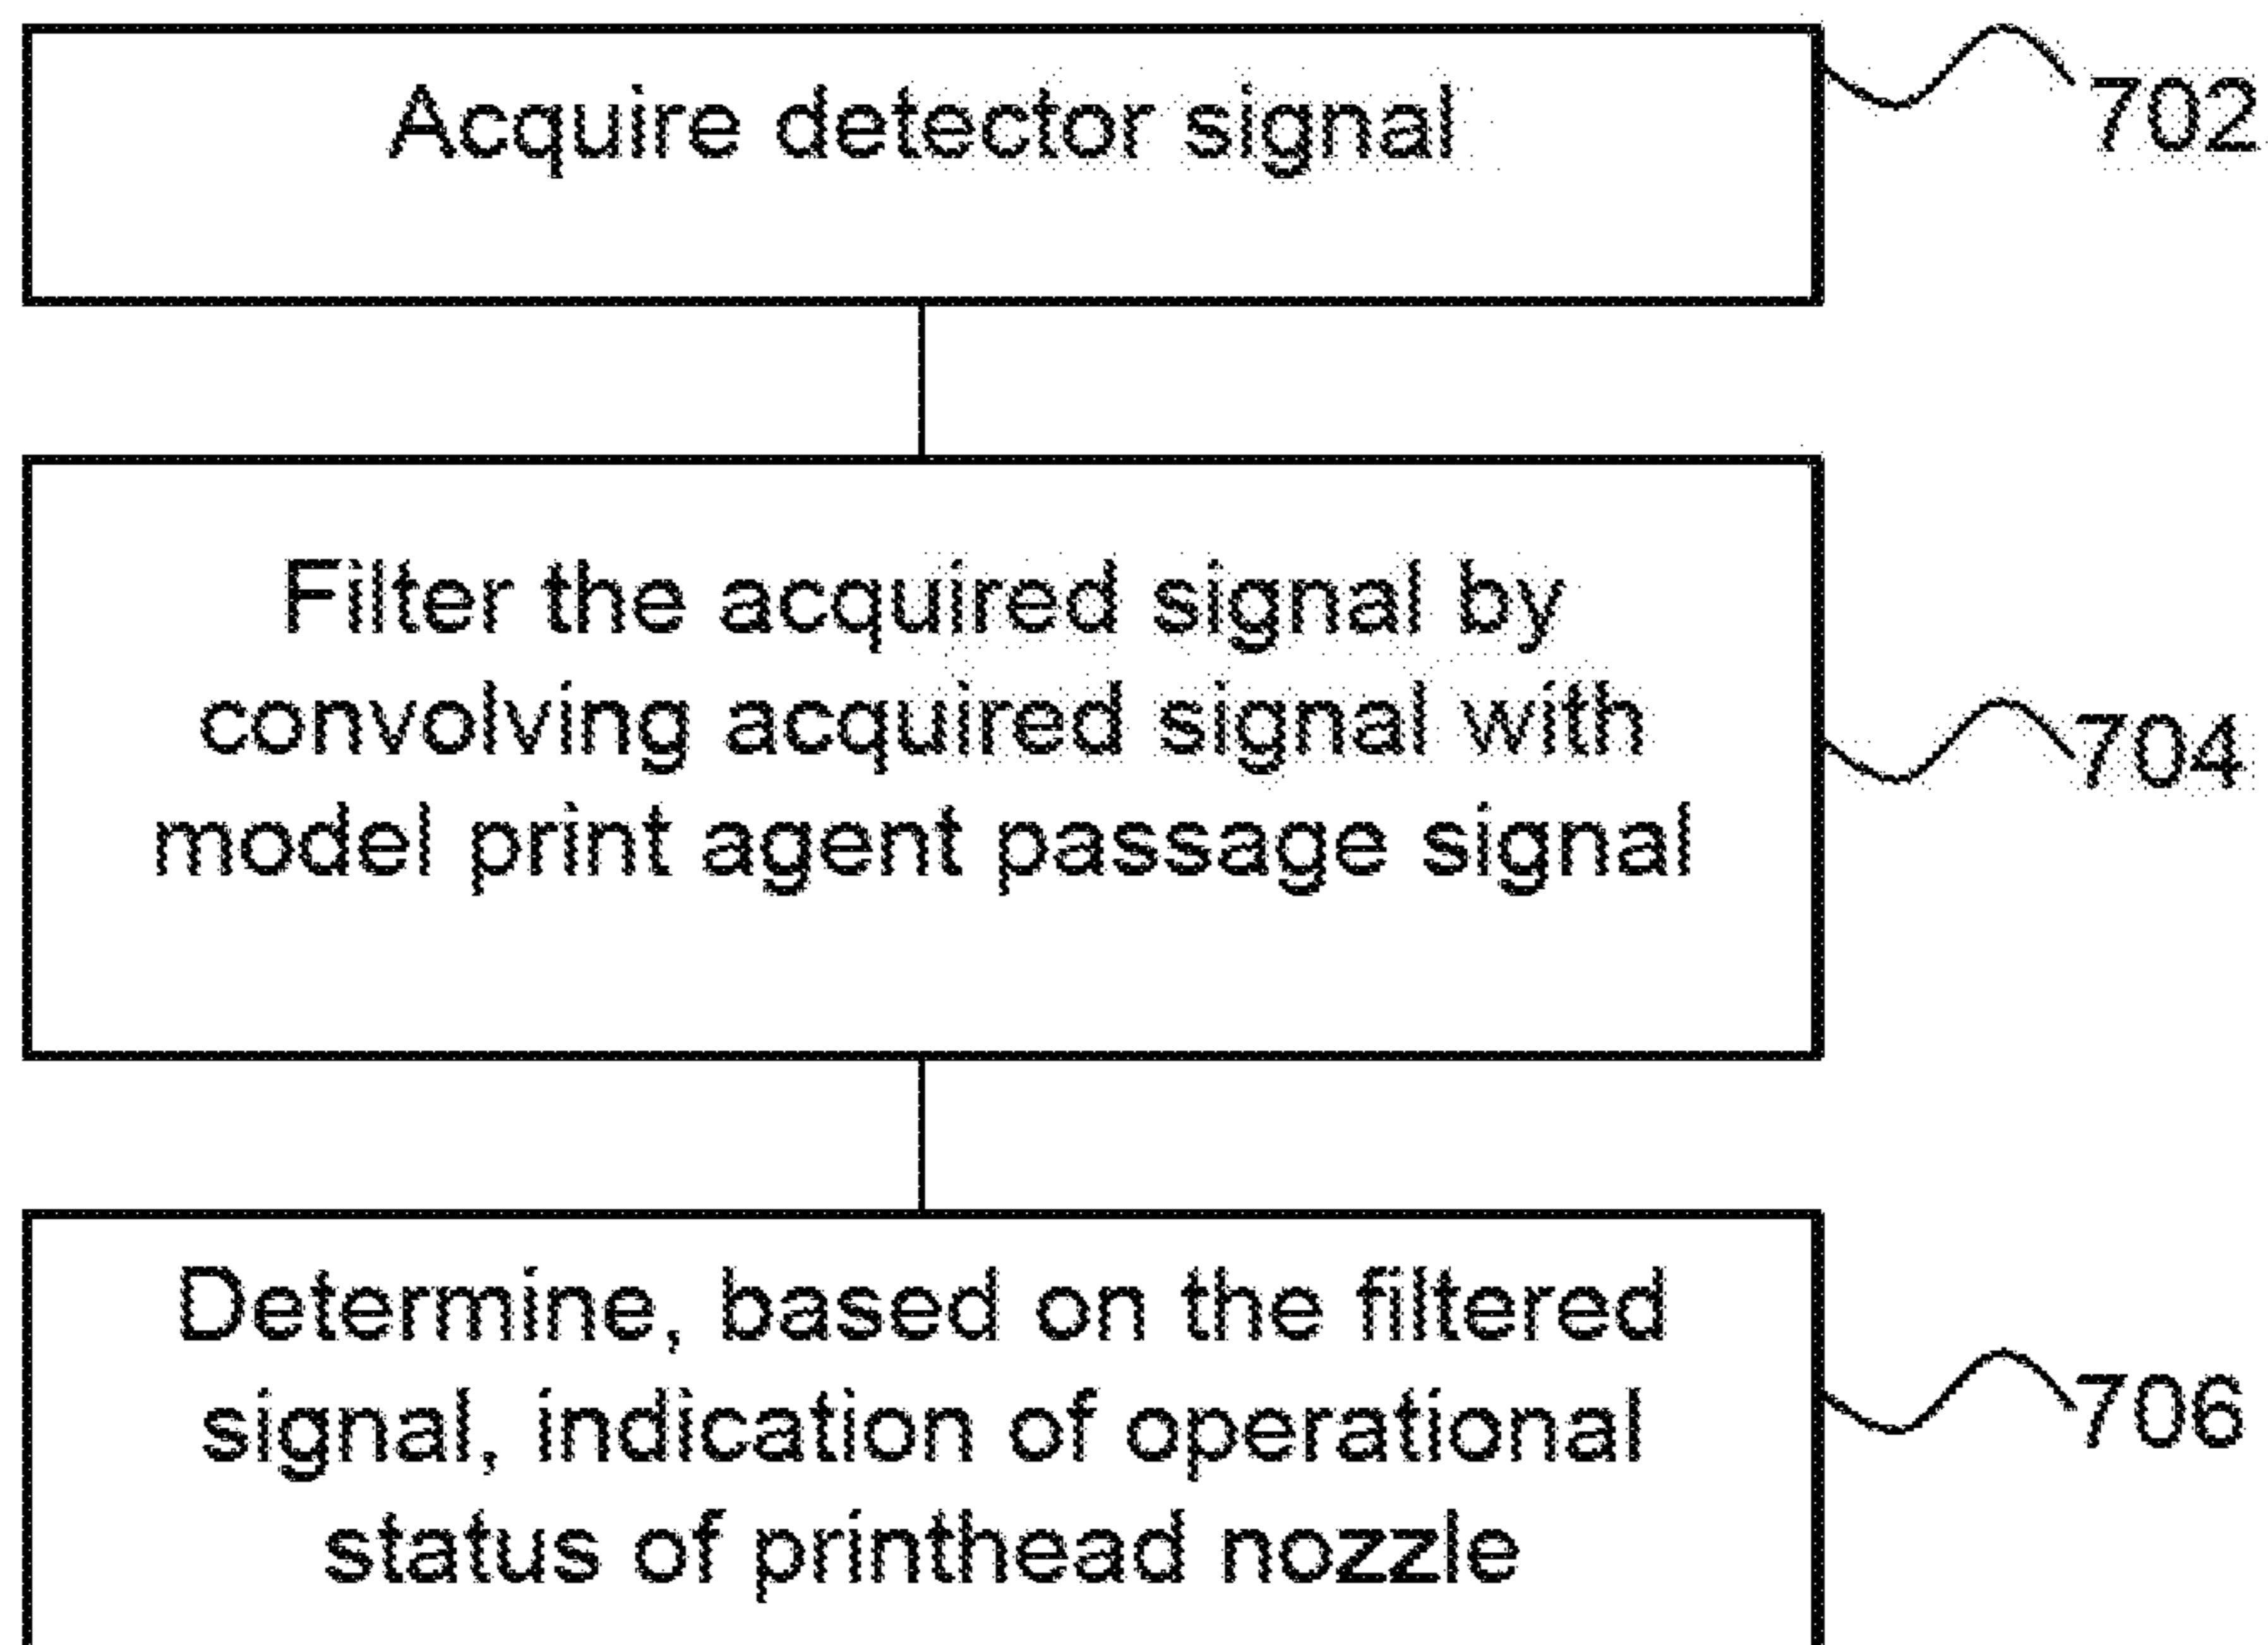 Acquire detector signal
702
Filter the acquired signal by
convolving acquired signal with
model print agent passage signal
704
Determine, based on the filtered
signal, indication of operational
status of printhead nozzle
706